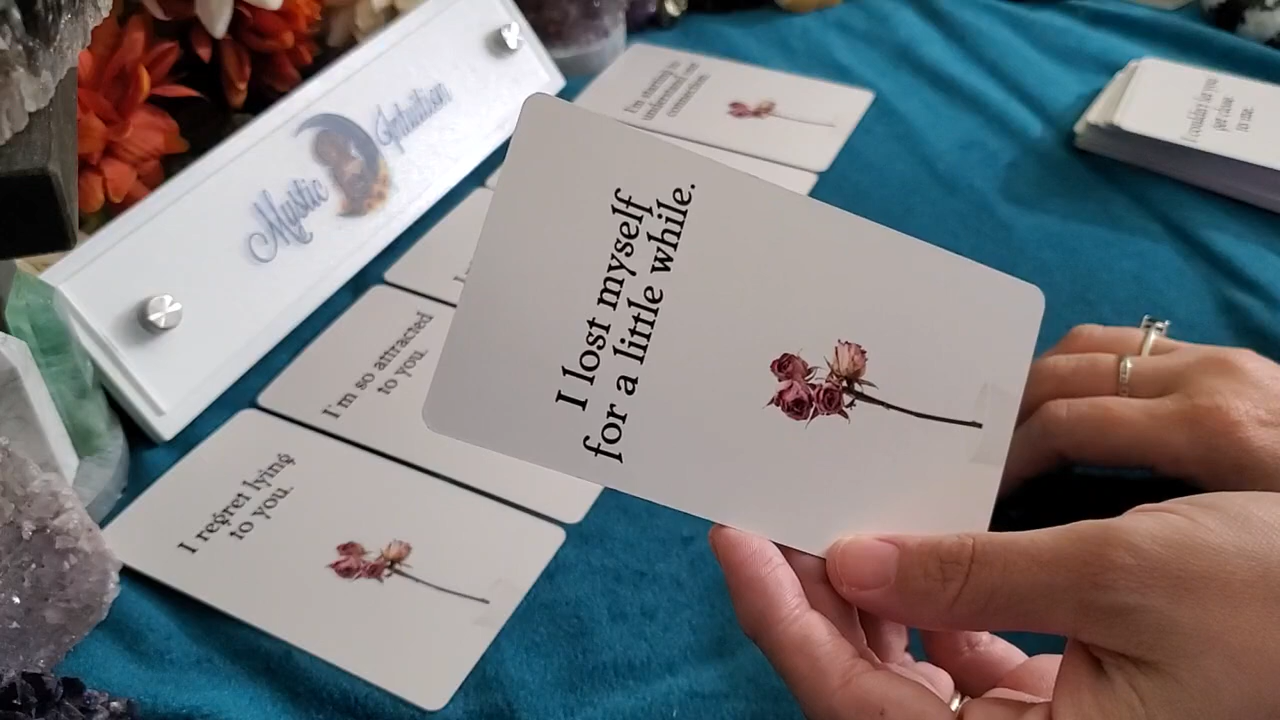 Mystic Intuition
I'm starting to
understand our
connection.
I couldn't let you
get close
to me.
I lost myself
for a little while.
I'm so attracted
to you.
I regret lying
to you.